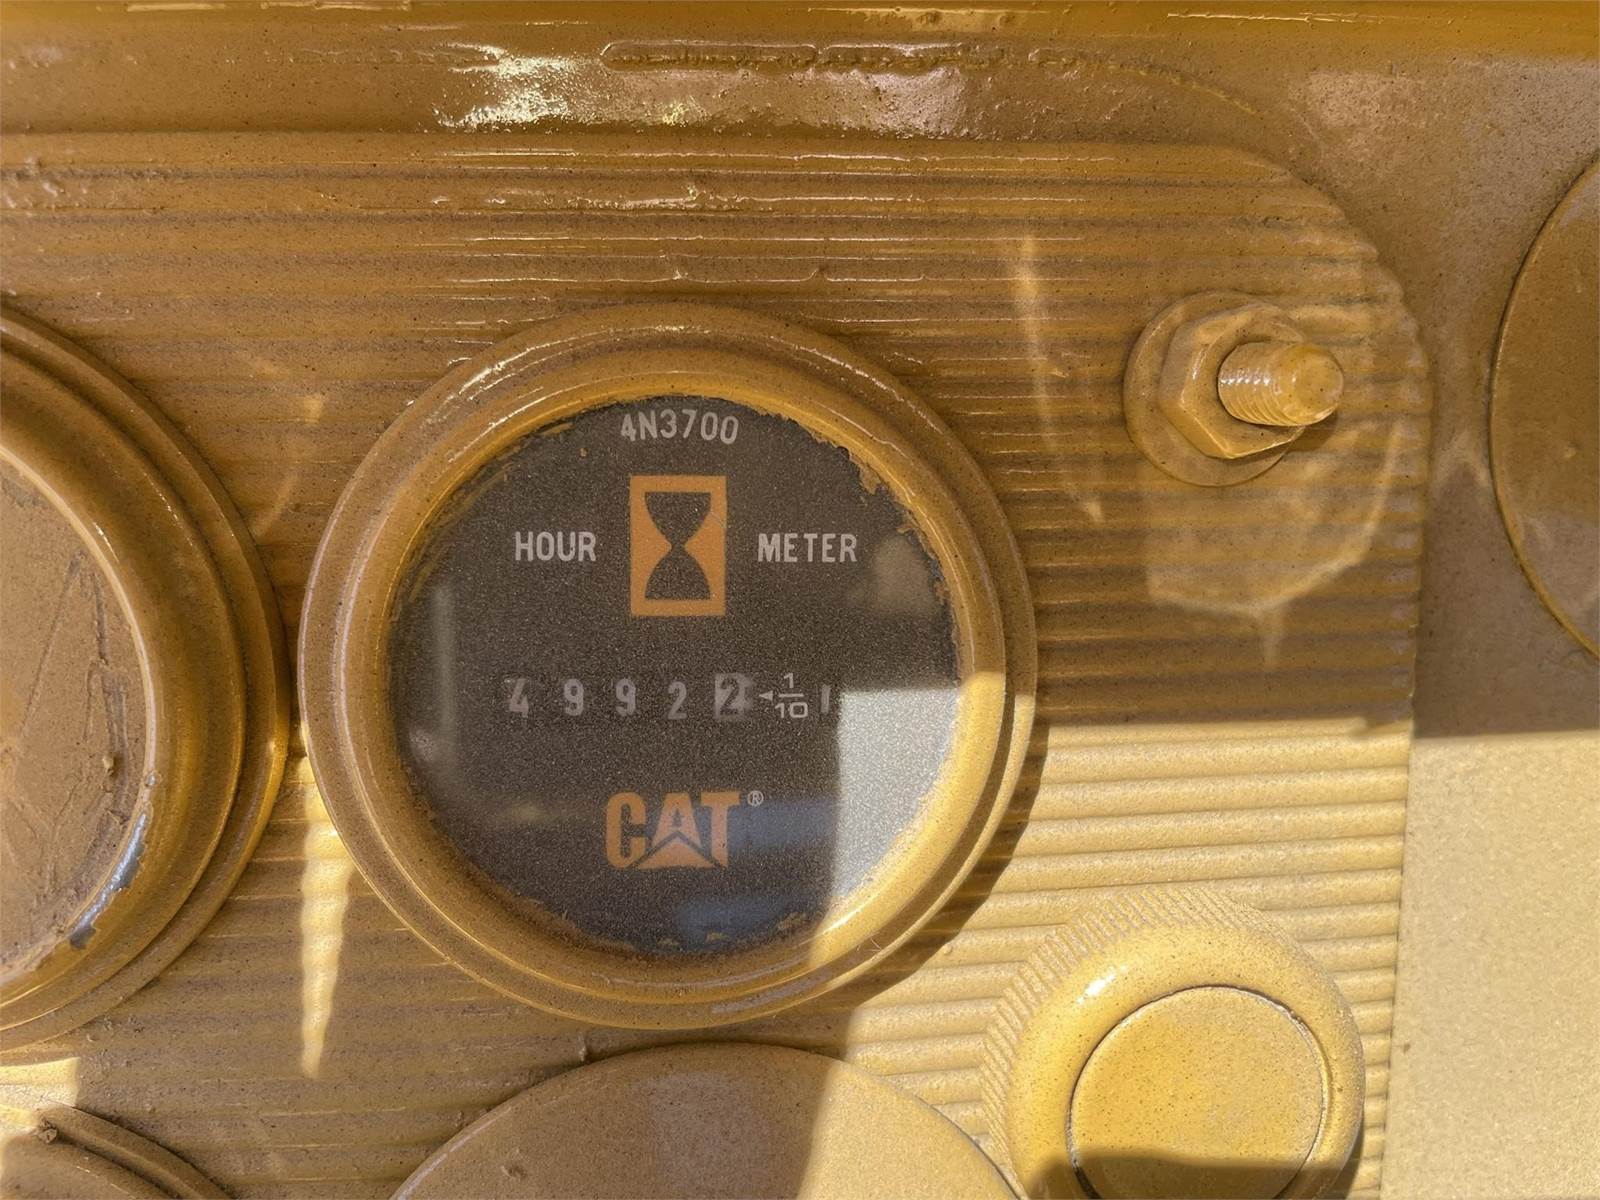 4N3700
HOUR METER
4 9 9 2 2 ◄ 1/10
CAT®